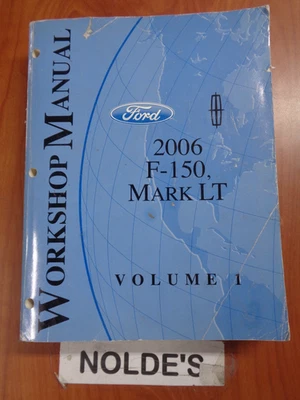 WORKSHOP MANUAL
Ford
2006
F-150,
MARK LT
VOLUME 1
NOLDE'S